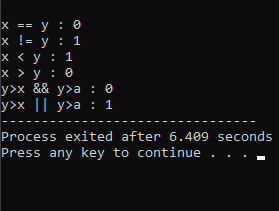 x == y : 0
x != y : 1
x < y : 1
x > y : 0
y>x && y>a : 0
y>x || y>a : 1
--------------------------------
Process exited after 6.409 seconds
Press any key to continue . . .